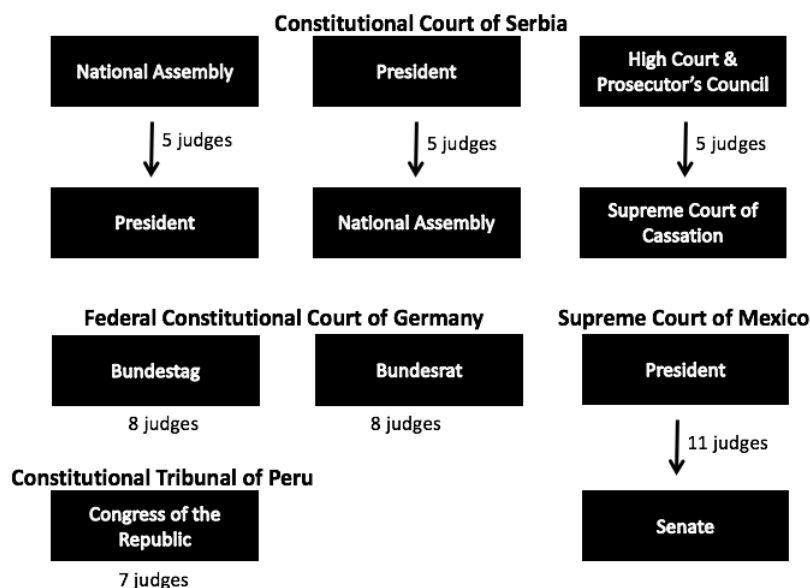 Constitutional Court of Serbia
National Assembly
President
High Court &
Prosecutor's Council
5 judges
5 judges
5 judges
President
National Assembly
Supreme Court of
Cassation
Federal Constitutional Court of Germany
Supreme Court of Mexico
Bundestag
Bundesrat
President
8 judges
8 judges
11 judges
Constitutional Tribunal of Peru
Congress of the
Republic
Senate
7 judges